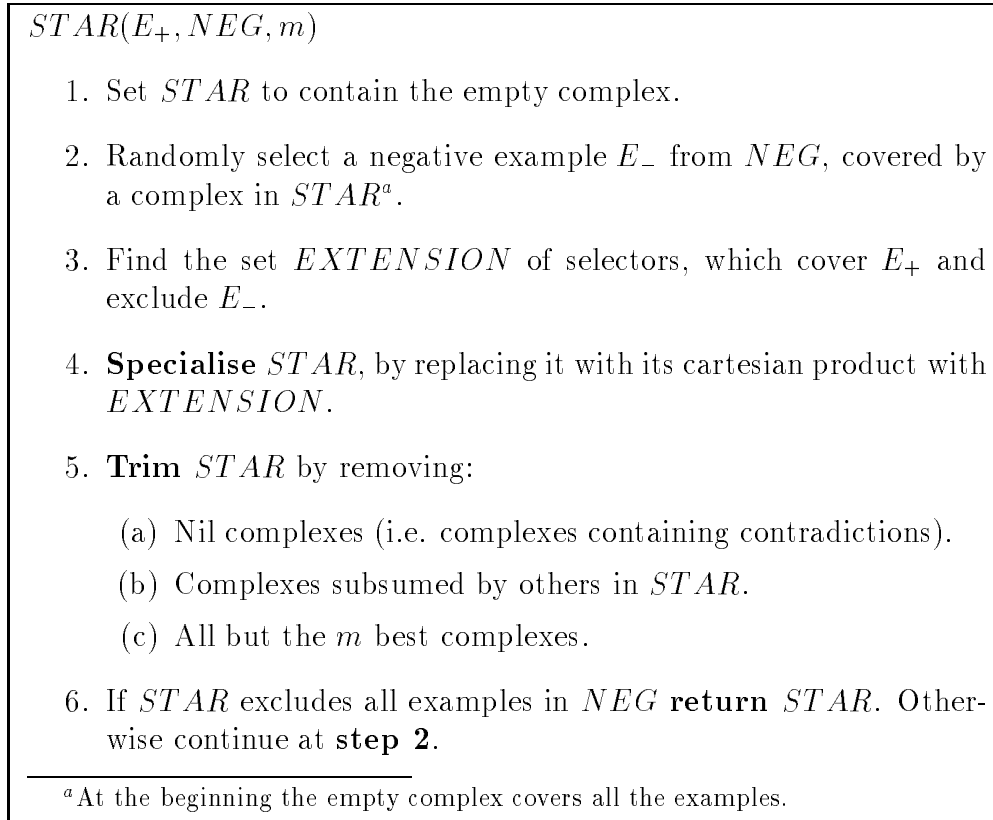 STAR(E+, NEG, m)
1. Set STAR to contain the empty complex.
2. Randomly select a negative example E− from NEG, covered by
a complex in STARᵃ.
3. Find the set EXTENSION of selectors, which cover E+ and
exclude E−.
4. Specialise STAR, by replacing it with its cartesian product with
EXTENSION.
5. Trim STAR by removing:
(a) Nil complexes (i.e. complexes containing contradictions).
(b) Complexes subsumed by others in STAR.
(c) All but the m best complexes.
6. If STAR excludes all examples in NEG return STAR. Other-
wise continue at step 2.
ᵃAt the beginning the empty complex covers all the examples.